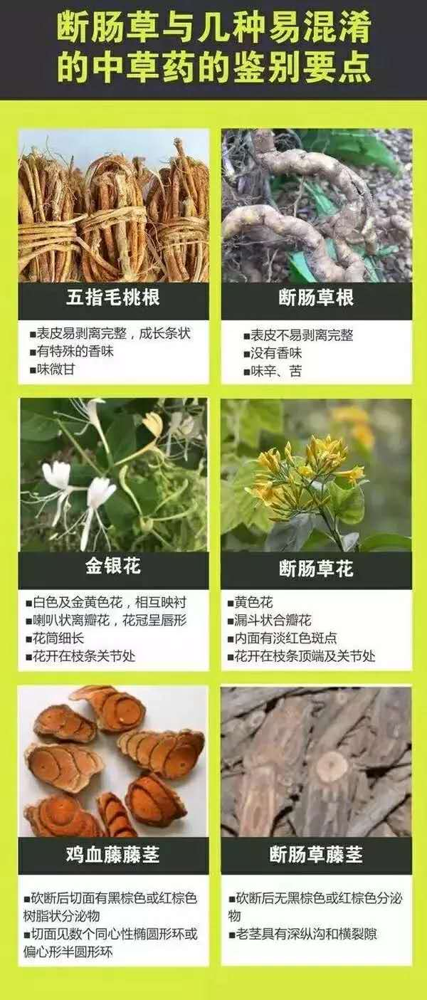 断肠草与几种易混淆
的中草药的鉴别要点
五指毛桃根
■表皮易剥离完整，成长条状
■有特殊的香味
■味微甘
断肠草根
■表皮不易剥离完整
■没有香味
■味辛、苦
金银花
■白色及金黄色花，相互映衬
■喇叭状离瓣花，花冠呈唇形
■花筒细长
■花开在枝条关节处
断肠草花
■黄色花
■漏斗状合瓣花
■内面有淡红色斑点
■花开在枝条顶端及关节处
鸡血藤藤茎
■砍断后切面有黑棕色或红棕色
树脂状分泌物
■切面见数个同心性椭圆形环或
偏心形半圆形环
断肠草藤茎
■砍断后无黑棕色或红棕色分泌
物
■老茎具有深纵沟和横裂隙